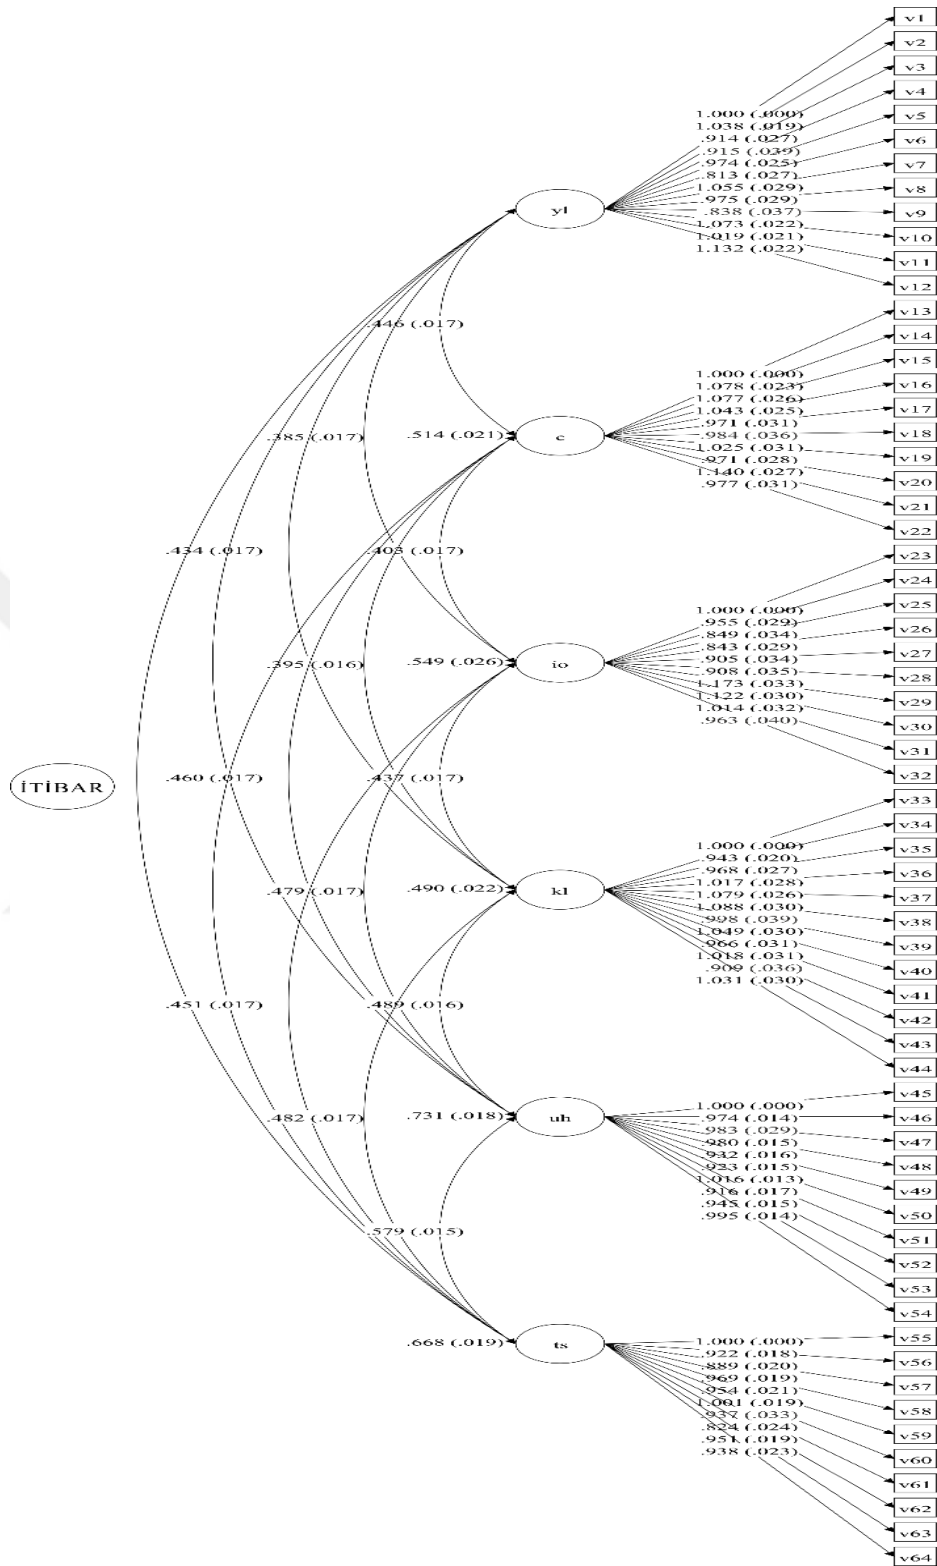 v1
v2
v3
v4
v5
v6
v7
v8
v9
v10
v11
v12
1.000 (.000)
1.038 (.019)
.914 (.027)
.915 (.039)
.974 (.025)
.813 (.027)
1.055 (.029)
.975 (.029)
.838 (.037)
1.073 (.022)
1.019 (.021)
1.132 (.022)
yl
.446 (.017)
v13
v14
v15
v16
v17
v18
v19
v20
v21
v22
1.000 (.000)
1.078 (.023)
1.077 (.026)
1.043 (.025)
.971 (.031)
.984 (.036)
1.025 (.031)
.971 (.028)
1.140 (.027)
.977 (.031)
.385 (.017)
.514 (.021)
c
.434 (.017)
.403 (.017)
v23
v24
v25
v26
v27
v28
v29
v30
v31
v32
1.000 (.000)
.955 (.029)
.849 (.034)
.843 (.029)
.905 (.034)
.908 (.035)
1.173 (.033)
1.122 (.030)
1.014 (.032)
.963 (.040)
.395 (.016)
.549 (.026)
io
İTİBAR
.460 (.017)
.437 (.017)
v33
v34
v35
v36
v37
v38
v39
v40
v41
v42
v43
v44
1.000 (.000)
.943 (.020)
.968 (.027)
1.017 (.028)
1.079 (.026)
1.088 (.030)
.998 (.039)
1.049 (.030)
.966 (.031)
1.018 (.031)
.909 (.036)
1.031 (.030)
.479 (.017)
.490 (.022)
kl
.451 (.017)
.489 (.016)
v45
v46
v47
v48
v49
v50
v51
v52
v53
v54
1.000 (.000)
.974 (.014)
.983 (.029)
.980 (.015)
.932 (.016)
.923 (.015)
1.016 (.013)
.916 (.017)
.945 (.015)
.995 (.014)
.482 (.017)
.731 (.018)
uh
.579 (.015)
v55
v56
v57
v58
v59
v60
v61
v62
v63
v64
1.000 (.000)
.922 (.018)
.889 (.020)
.969 (.019)
.954 (.021)
1.001 (.019)
.937 (.033)
.824 (.024)
.951 (.019)
.938 (.023)
.668 (.019)
ts